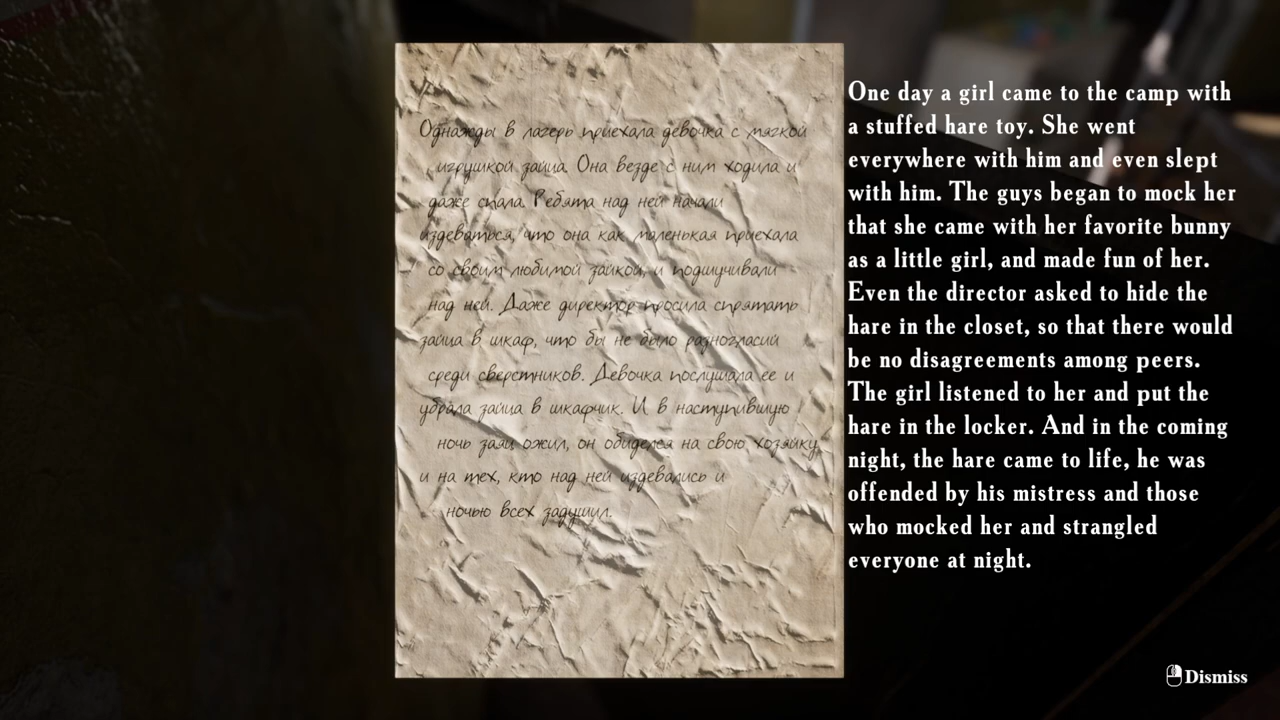 Однажды в лагерь приехала девочка с мягкой
игрушкой зайца. Она везде с ним ходила и
даже спала. Ребята над ней начали
издеваться, что она как маленькая приехала
со своим любимой зайкой, и подшучивали
над ней. Даже директор просила спрятать
зайца в шкаф, что бы не было разногласий
среди сверстников. Девочка послушала ее и
убрала зайца в шкафчик. И в наступившую
ночь заяц ожил, он обиделся на свою хозяйку
и на тех, кто над ней издевались и
ночью всех задушил.
One day a girl came to the camp with
a stuffed hare toy. She went
everywhere with him and even slept
with him. The guys began to mock her
that she came with her favorite bunny
as a little girl, and made fun of her.
Even the director asked to hide the
hare in the closet, so that there would
be no disagreements among peers.
The girl listened to her and put the
hare in the locker. And in the coming
night, the hare came to life, he was
offended by his mistress and those
who mocked her and strangled
everyone at night.
Dismiss